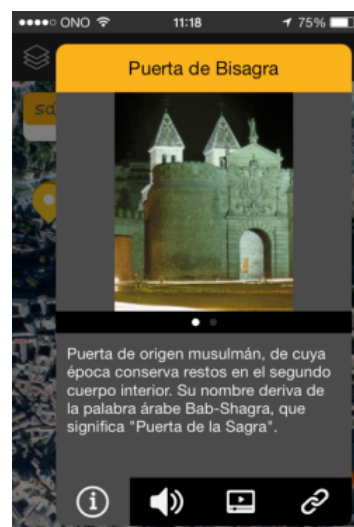 ONO 11:18 75%
Puerta de Bisagra
Puerta de origen musulmán, de cuya
época conserva restos en el segundo
cuerpo interior. Su nombre deriva de
la palabra árabe Bab-Shagra, que
significa "Puerta de la Sagra".